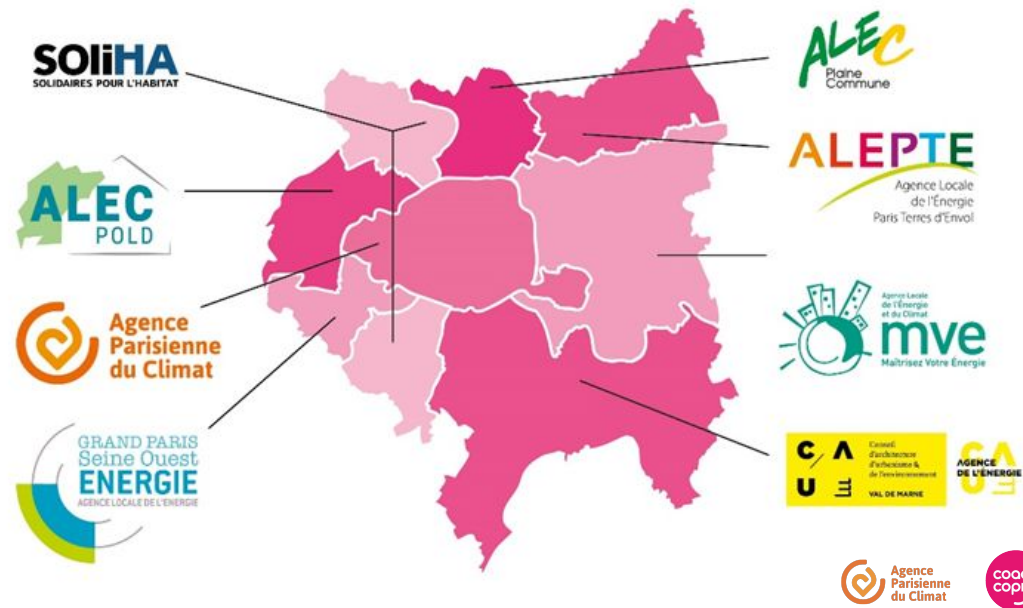 SOLiHA
SOLIDAIRES POUR L'HABITAT
ALEC
POLD
Agence
Parisienne
du Climat
GRAND PARIS
Seine Ouest
ENERGIE
AGENCE LOCALE DE L'ENERGIE
ALEC
Plaine
Commune
ALEPTE
Agence Locale
de l'Énergie
Paris Terres d'Envol
Agence Locale
de l'Énergie
et du Climat
mve
Maîtrisez Votre Énergie
C A
U E
Conseil
d'architecture
d'urbanisme &
de l'environnement
VAL DE MARNE
CA
AGENCE
DE L'ÉNERGIE
UE
Agence
Parisienne
du Climat